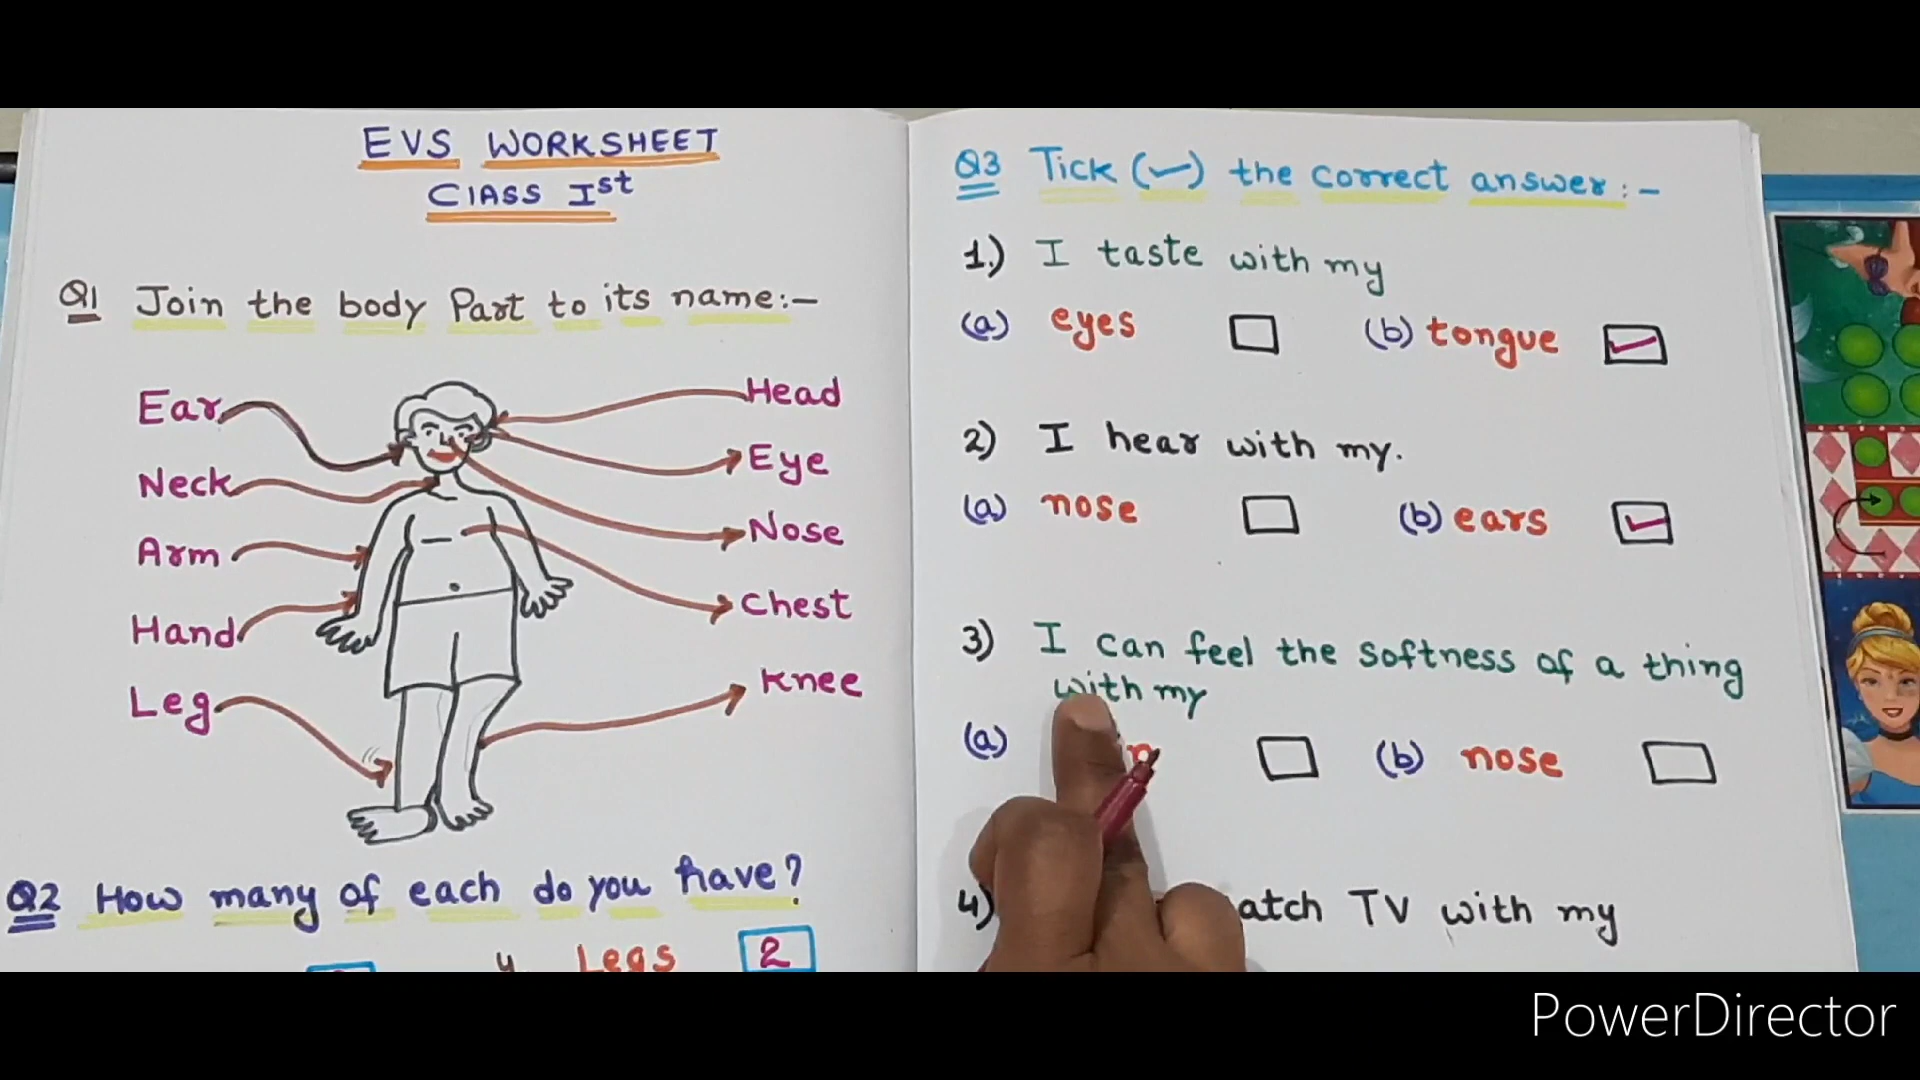 EVS WORKSHEET
CLASS Ist
Q1 Join the body Part to its name:-
Ear
Neck
Arm
Hand
Leg
Head
Eye
Nose
Chest
Knee
Q2 How many of each do you have?
4 Legs 2
Q3 Tick (✓) the correct answer:-
1.) I taste with my
(a) eyes (b) tongue ✓
2) I hear with my.
(a) nose (b) ears ✓
3) I can feel the softness of a thing
with my
(a) (b) nose
4) TV with my
PowerDirector